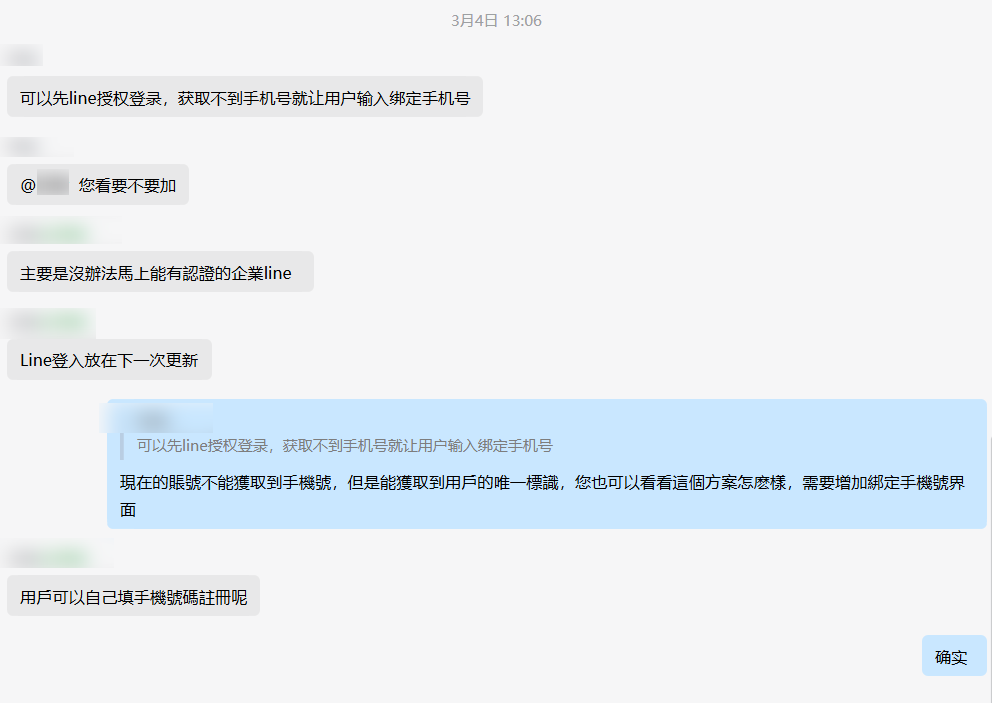 3月4日 13:06
可以先line授权登录，获取不到手机号就让用户输入绑定手机号
@ 您看要不要加
主要是沒辦法馬上能有認證的企業line
Line登入放在下一次更新
可以先line授权登录，获取不到手机号就让用户输入绑定手机号
現在的賬號不能獲取到手機號，但是能獲取到用戶的唯一標識，您也可以看看這個方案怎麽樣，需要增加綁定手機號界
面
用戶可以自己填手機號碼註冊呢
确实